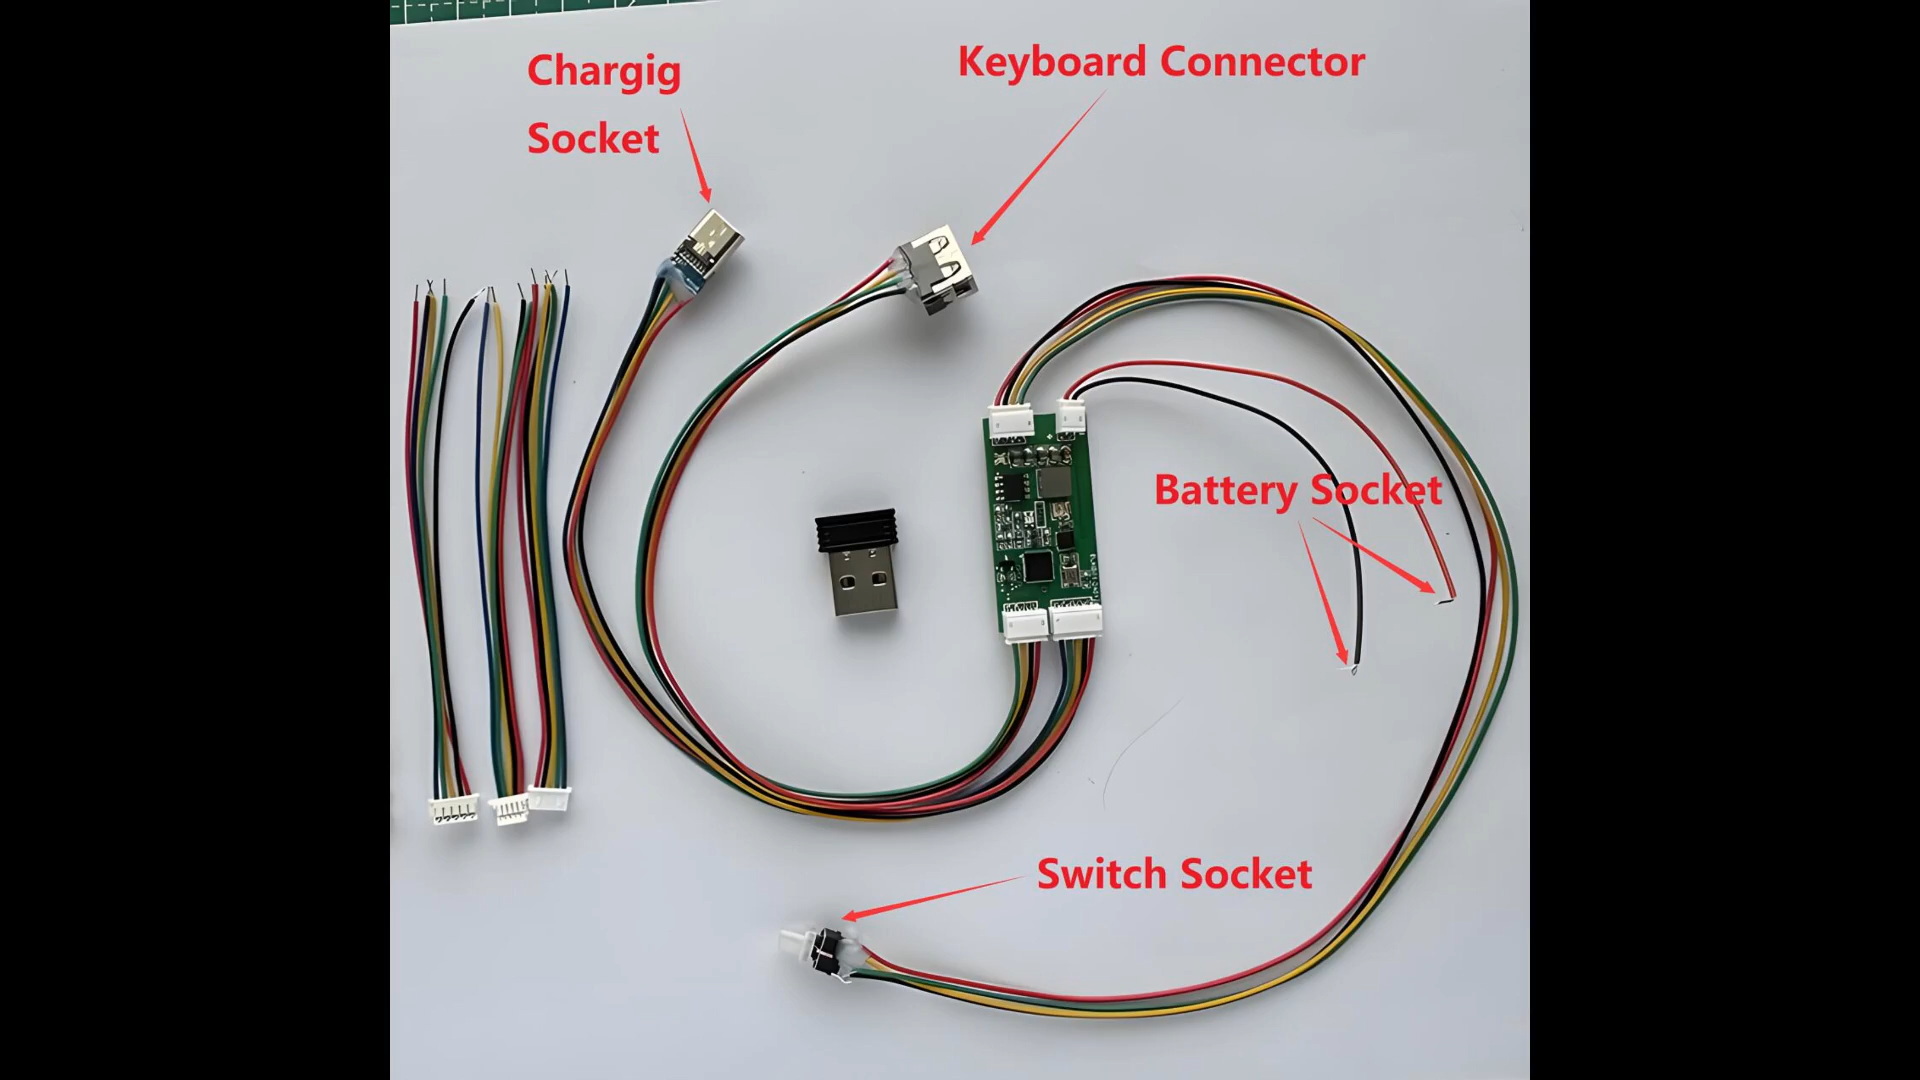 Chargig
Socket
Keyboard Connector
Battery Socket
Switch Socket